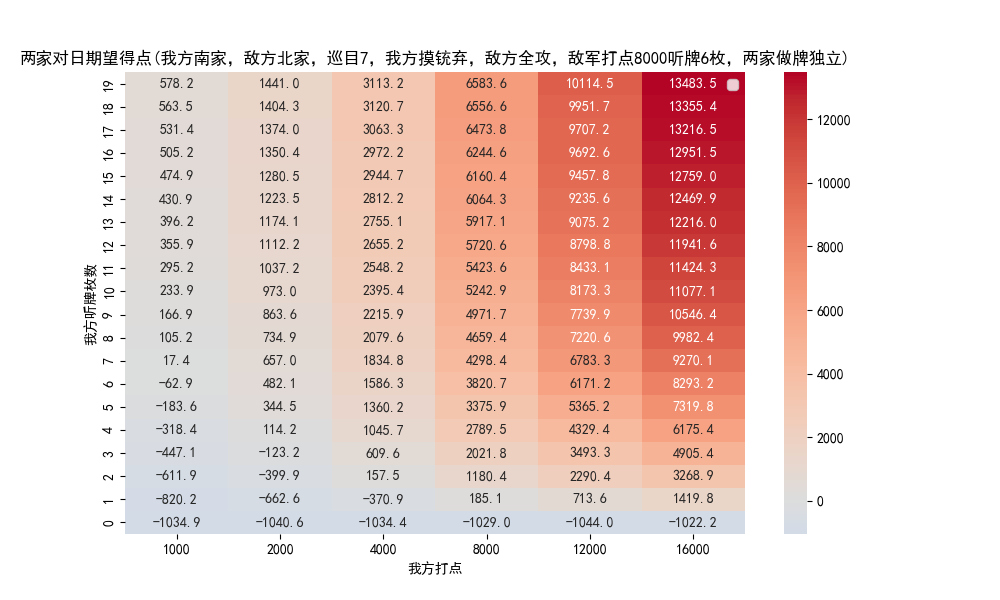 两家对日期望得点(我方南家，敌方北家，巡目7，我方摸铳弃，敌方全攻，敌军打点8000听牌6枚，两家做牌独立)
19 578.2 1441.0 3113.2 6583.6 10114.5 13483.5
18 563.5 1404.3 3120.7 6556.6 9951.7 13355.4
17 531.4 1374.0 3063.3 6473.8 9707.2 13216.5
16 505.2 1350.4 2972.2 6244.6 9692.6 12951.5
15 474.9 1280.5 2944.7 6160.4 9457.8 12759.0
14 430.9 1223.5 2812.2 6064.3 9235.6 12469.9
13 396.2 1174.1 2755.1 5917.1 9075.2 12216.0
12 355.9 1112.2 2655.2 5720.6 8798.8 11941.6
11 295.2 1037.2 2548.2 5423.6 8433.1 11424.3
10 233.9 973.0 2395.4 5242.9 8173.3 11077.1
9 166.9 863.6 2215.9 4971.7 7739.9 10546.4
8 105.2 734.9 2079.6 4659.4 7220.6 9982.4
7 17.4 657.0 1834.8 4298.4 6783.3 9270.1
6 -62.9 482.1 1586.3 3820.7 6171.2 8293.2
5 -183.6 344.5 1360.2 3375.9 5365.2 7319.8
4 -318.4 114.2 1045.7 2789.5 4329.4 6175.4
3 -447.1 -123.2 609.6 2021.8 3493.3 4905.4
2 -611.9 -399.9 157.5 1180.4 2290.4 3268.9
1 -820.2 -662.6 -370.9 185.1 713.6 1419.8
0 -1034.9 -1040.6 -1034.4 -1029.0 -1044.0 -1022.2
1000 2000 4000 8000 12000 16000
我方打点
我方听牌枚数
12000
10000
8000
6000
4000
2000
0